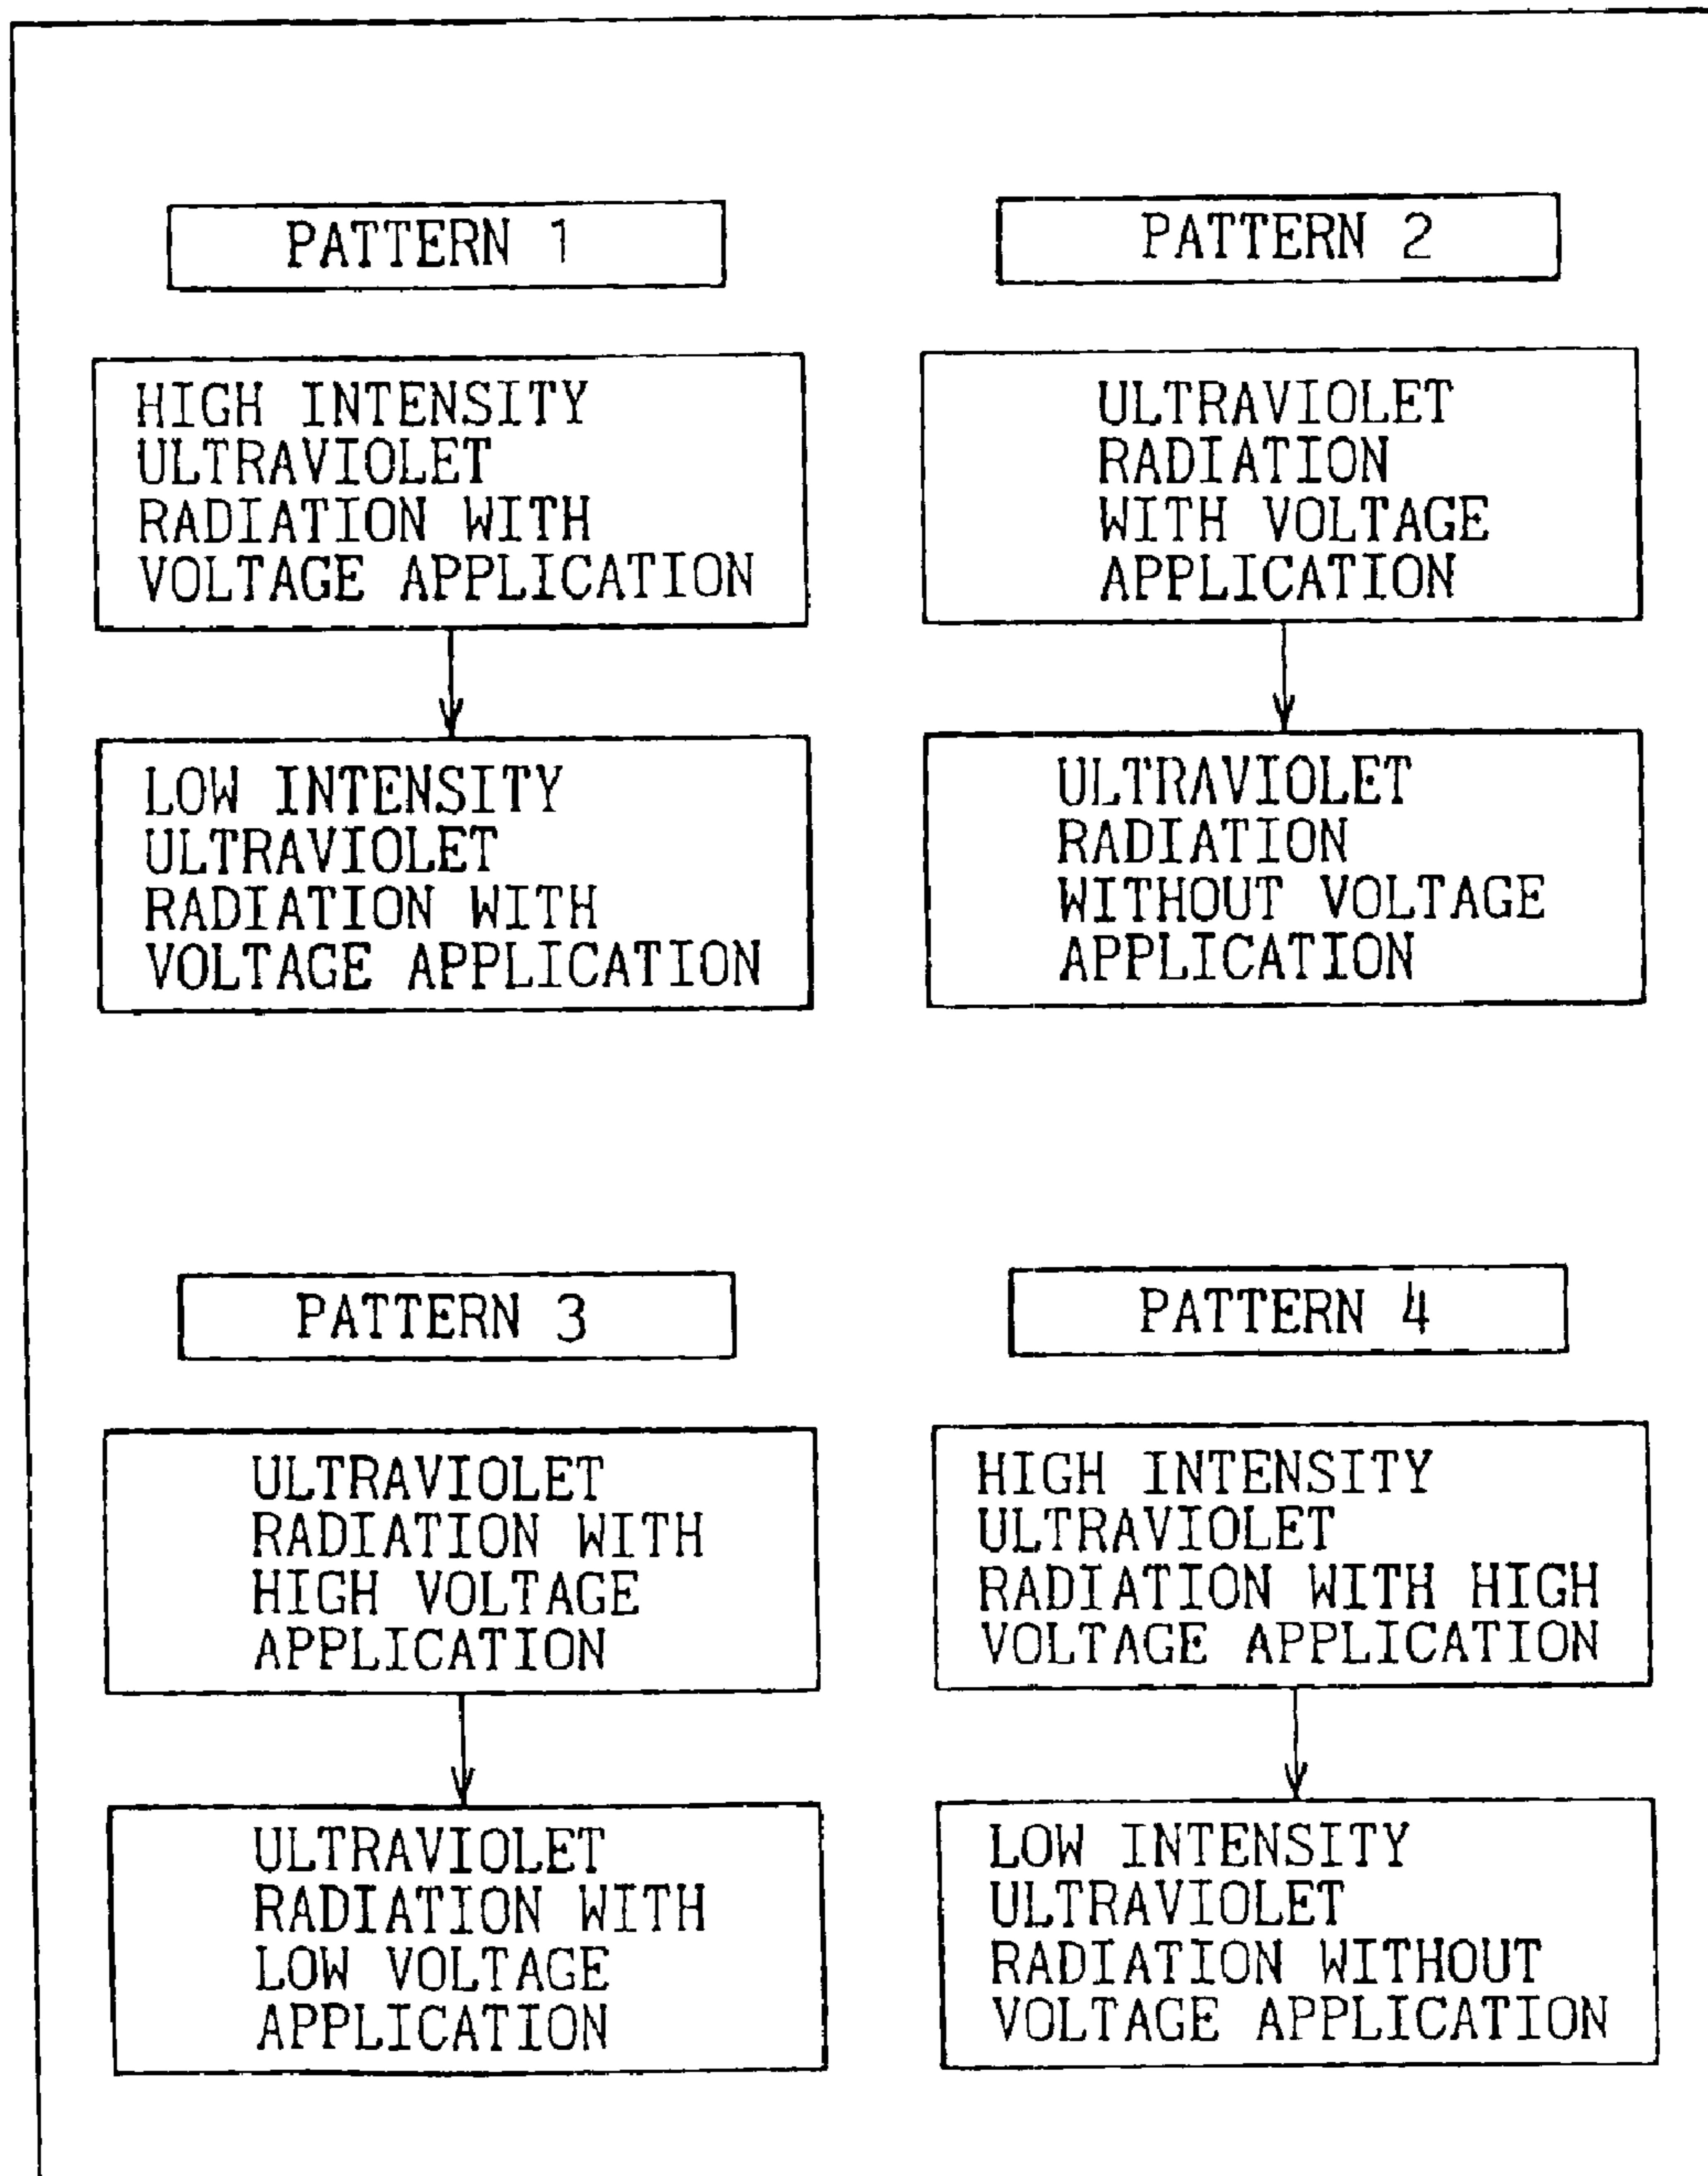 PATTERN 1
HIGH INTENSITY
ULTRAVIOLET
RADIATION WITH
VOLTAGE APPLICATION
LOW INTENSITY
ULTRAVIOLET
RADIATION WITH
VOLTAGE APPLICATION
PATTERN 2
ULTRAVIOLET
RADIATION
WITH VOLTAGE
APPLICATION
ULTRAVIOLET
RADIATION
WITHOUT VOLTAGE
APPLICATION
PATTERN 3
ULTRAVIOLET
RADIATION WITH
HIGH VOLTAGE
APPLICATION
ULTRAVIOLET
RADIATION WITH
LOW VOLTAGE
APPLICATION
PATTERN 4
HIGH INTENSITY
ULTRAVIOLET
RADIATION WITH HIGH
VOLTAGE APPLICATION
LOW INTENSITY
ULTRAVIOLET
RADIATION WITHOUT
VOLTAGE APPLICATION